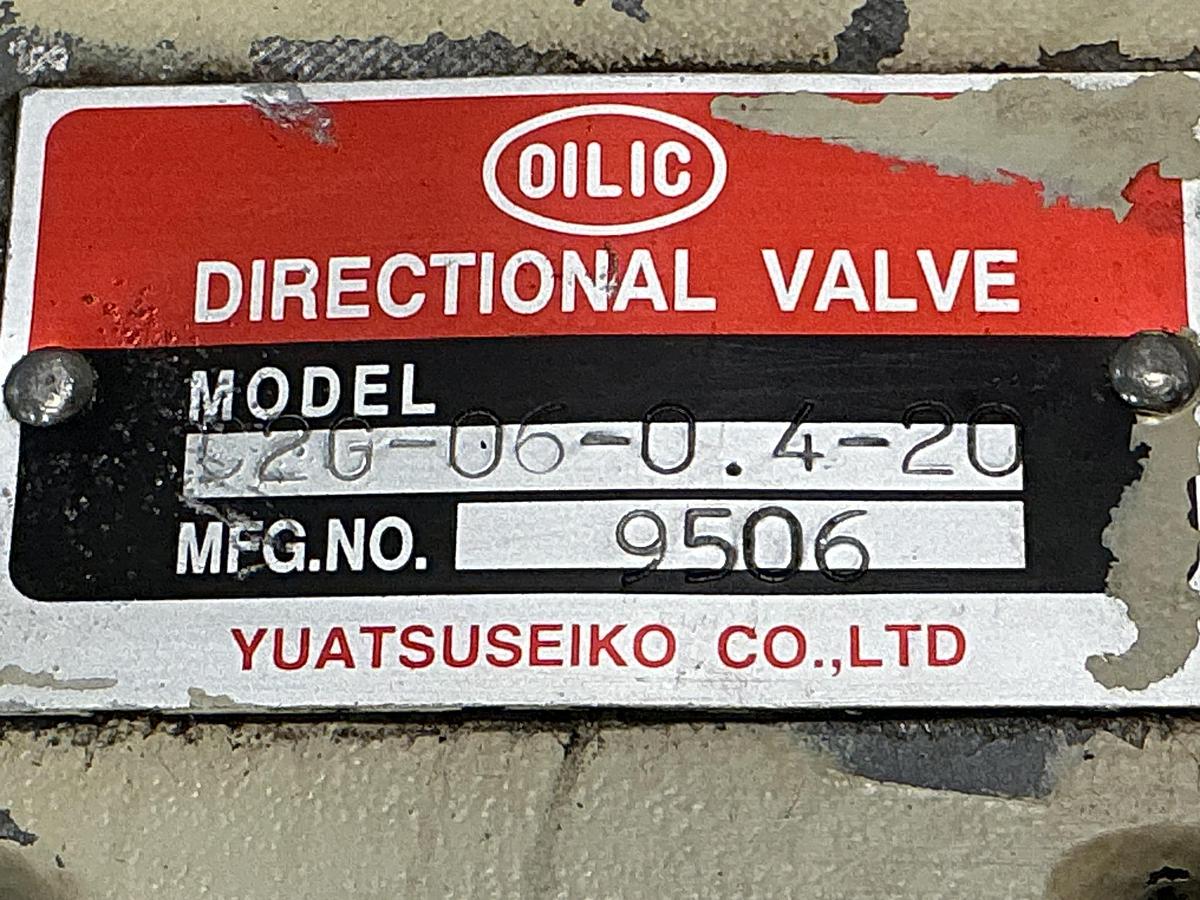 OILIC
DIRECTIONAL VALVE
MODEL
C2G-06-0.4-20
MFG.NO. 9506
YUATSUSEIKO CO.,LTD